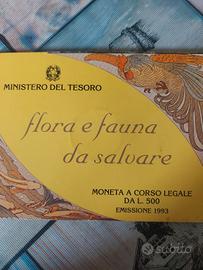 MINISTERO DEL TESORO
flora e fauna
da salvare
MONETA A CORSO LEGALE
DA L. 500
EMISSIONE 1993
subito